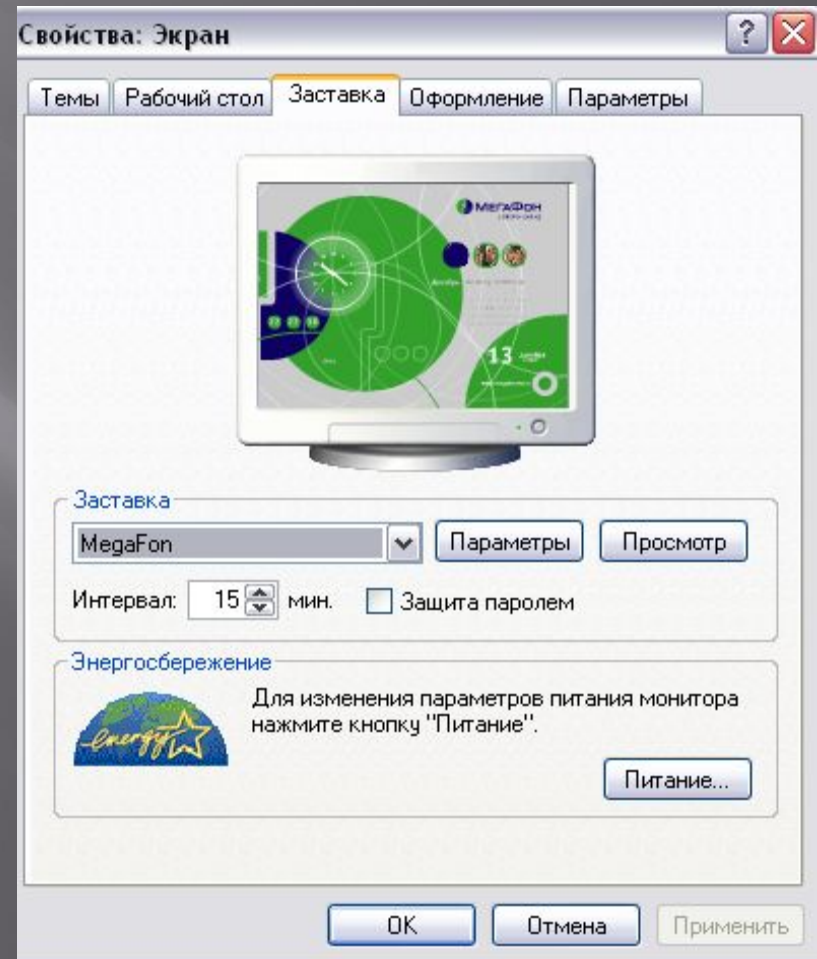 Свойства: Экран
Темы
Рабочий стол
Заставка
Оформление
Параметры
МЕГАФОН
13
Заставка
MegaFon
Параметры
Просмотр
Интервал: 15 мин.
Защита паролем
Энергосбережение
Для изменения параметров питания монитора
нажмите кнопку "Питание".
energy
Питание...
OK
Отмена
Применить